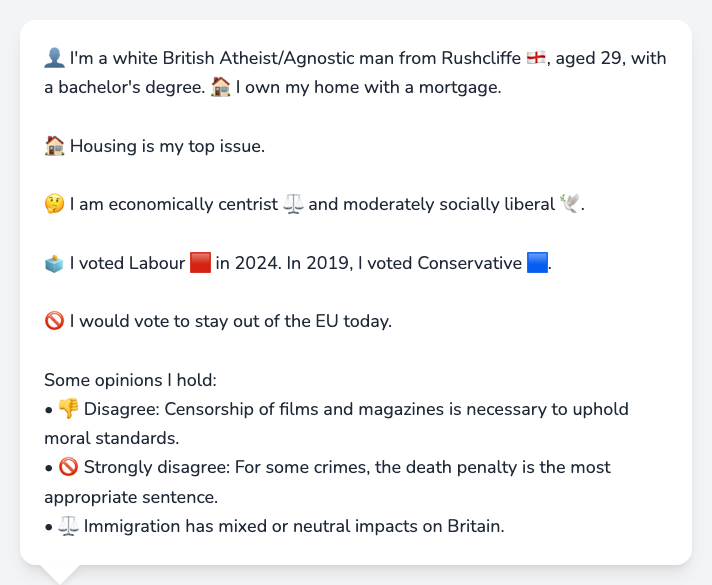 👤 I'm a white British Atheist/Agnostic man from Rushcliffe 🏴󠁧󠁢󠁥󠁮󠁧󠁿, aged 29, with
a bachelor's degree. 🏠 I own my home with a mortgage.
🏠 Housing is my top issue.
🤔 I am economically centrist ⚖️ and moderately socially liberal 🕊️.
🗳️ I voted Labour 🟥 in 2024. In 2019, I voted Conservative 🟦.
🚫 I would vote to stay out of the EU today.
Some opinions I hold:
• 👎 Disagree: Censorship of films and magazines is necessary to uphold
moral standards.
• 🚫 Strongly disagree: For some crimes, the death penalty is the most
appropriate sentence.
• ⚖️ Immigration has mixed or neutral impacts on Britain.